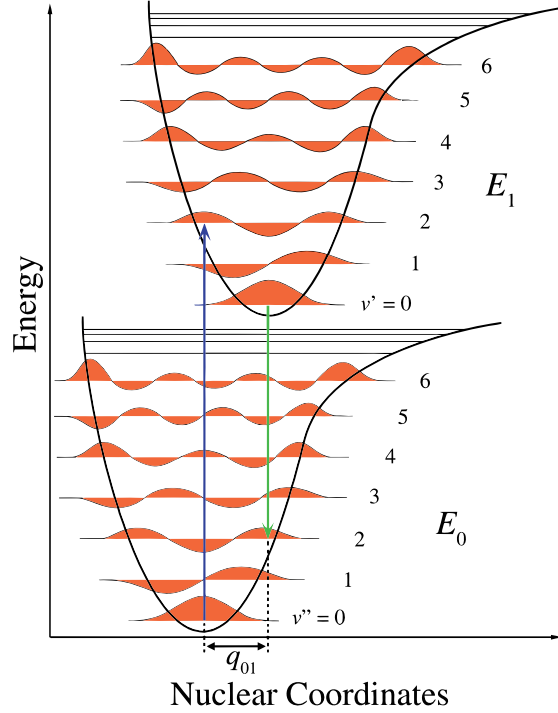 6
5
4
3
E1
2
1
v’ = 0
Energy
6
5
4
3
E0
2
1
v” = 0
q01
Nuclear Coordinates